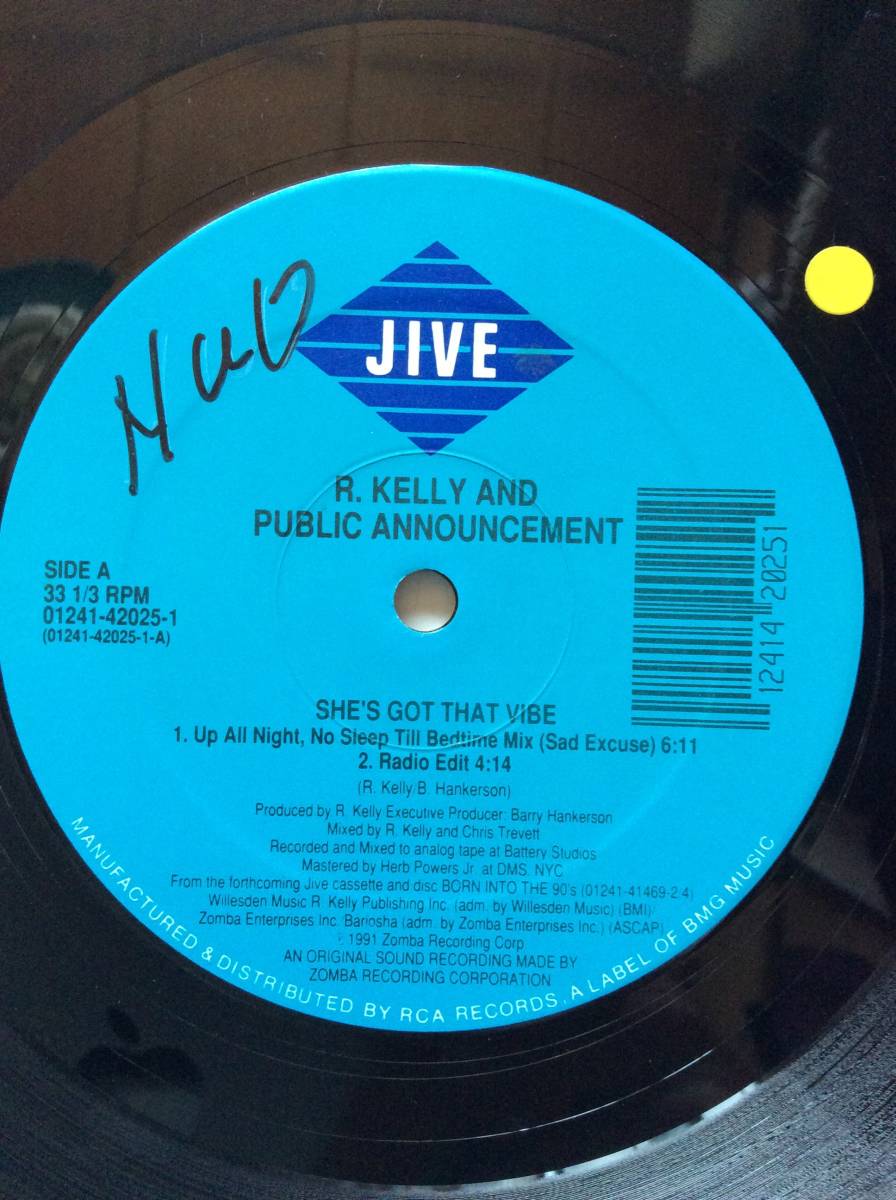 JIVE
R. KELLY AND
PUBLIC ANNOUNCEMENT
SIDE A
33 1/3 RPM
01241-42025-1
(01241-42025-1-A)
12414 20251
SHE'S GOT THAT VIBE
1. Up All Night, No Sleep Till Bedtime Mix (Sad Excuse) 6:11
2. Radio Edit 4:14
(R. Kelly/B. Hankerson)
Produced by R. Kelly Executive Producer: Barry Hankerson
Mixed by R. Kelly and Chris Trevett
Recorded and Mixed to analog tape at Battery Studios
Mastered by Herb Powers Jr. at DMS, NYC
From the forthcoming Jive cassette and disc BORN INTO THE 90's (01241-41469-2/4)
Willesden Music R. Kelly Publishing Inc. (adm. by Willesden Music) (BMI)/
Zomba Enterprises Inc. Bariosha (adm. by Zomba Enterprises Inc.) (ASCAP)
℗ 1991 Zomba Recording Corp.
AN ORIGINAL SOUND RECORDING MADE BY
ZOMBA RECORDING CORPORATION
MANUFACTURED & DISTRIBUTED BY RCA RECORDS, A LABEL OF BMG MUSIC